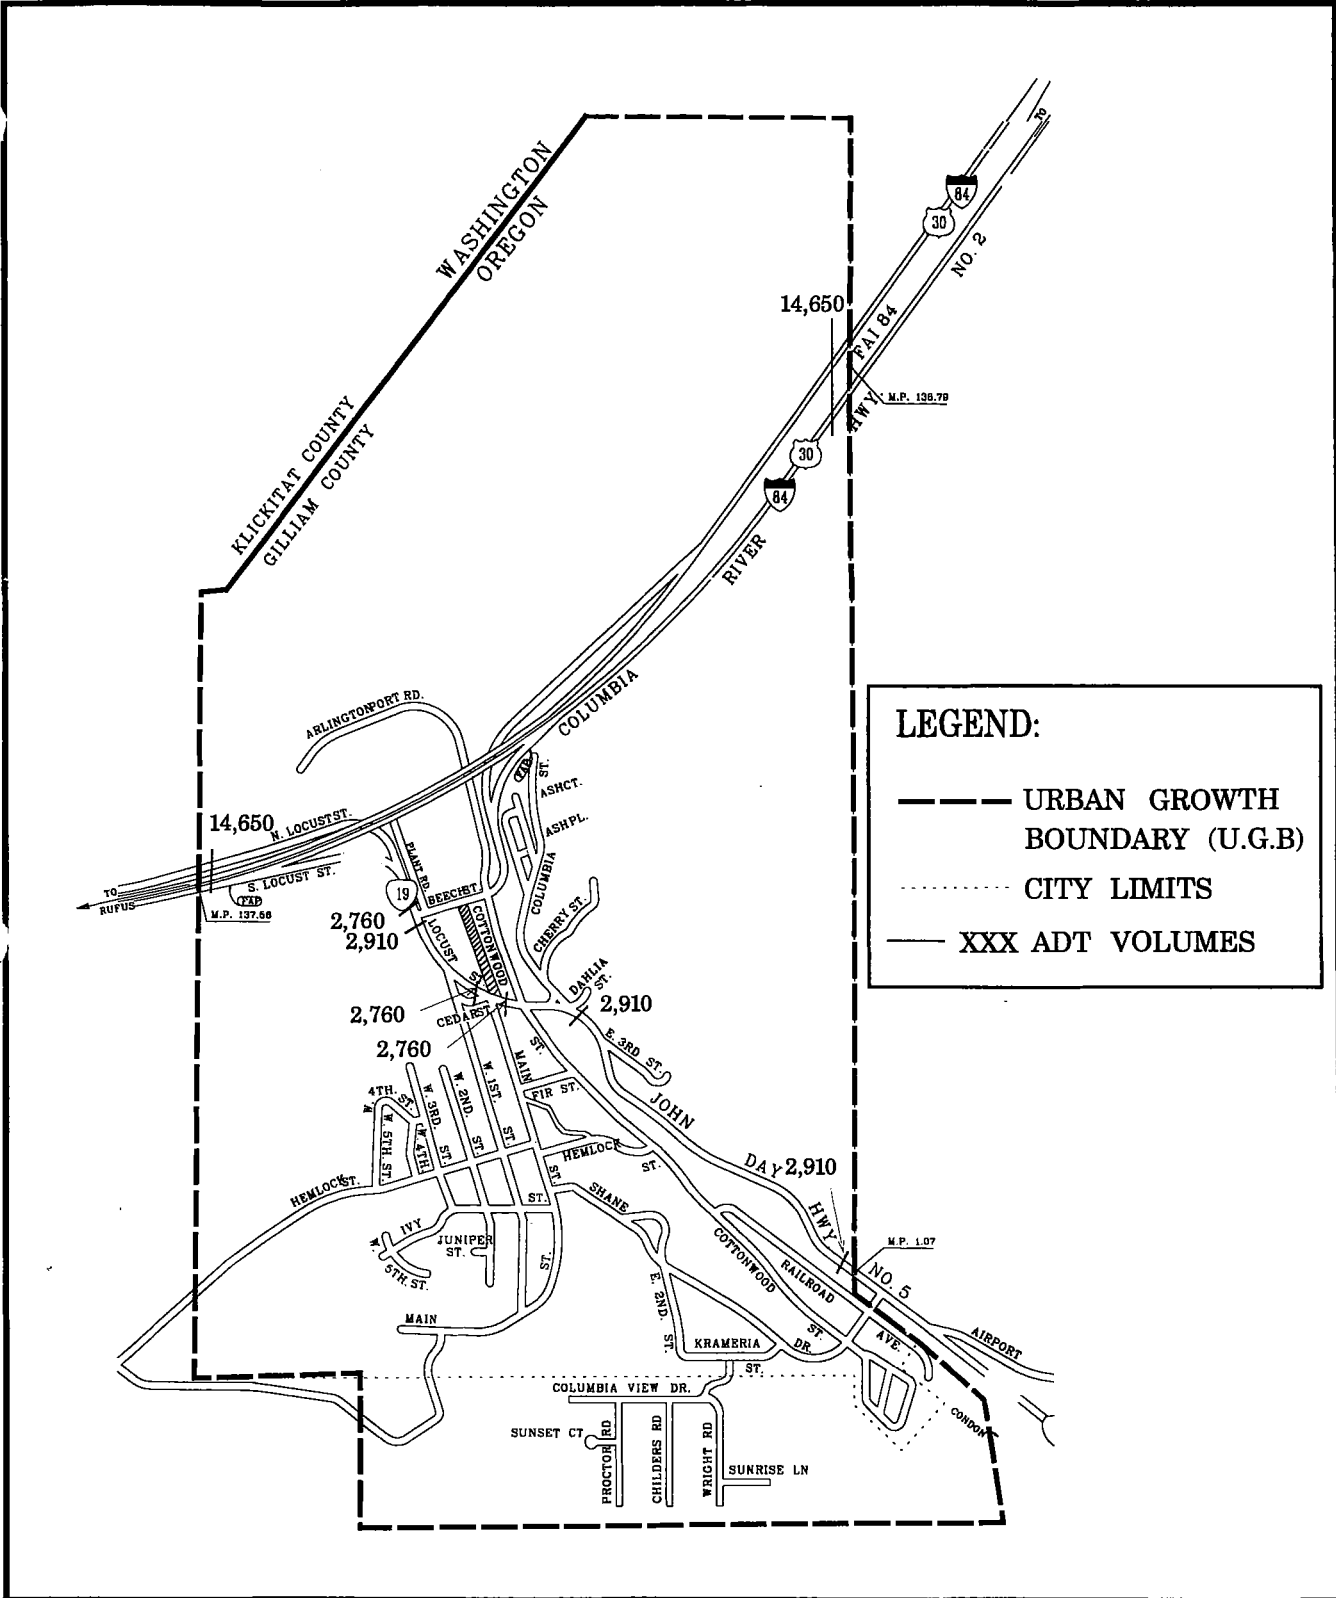 WASHINGTON
OREGON
84
30
TO
NO. 2
14,650
FAI 84
HWY.
M.P. 136.79
30
84
KLICKITAT COUNTY
GILLIAM COUNTY
RIVER
COLUMBIA
ARLINGTON PORT RD.
LEGEND:
URBAN GROWTH
BOUNDARY (U.G.B)
CITY LIMITS
XXX ADT VOLUMES
FAP
ST.
ASH CT.
ASH PL.
14,650
N. LOCUST ST.
S. LOCUST ST.
TO
RUFUS
FAP
M.P. 137.56
PLANT RD.
19
BEECH ST.
COLUMBIA
CHERRY ST.
2,760
2,910
LOCUST
ST.
COTTONWOOD
DAHLIA
ST.
2,910
2,760
CEDAR ST.
2,760
ST.
E. 3RD ST.
MAIN
FIR ST.
W. 1ST.
ST.
W. 2ND.
ST.
W. 3RD.
ST.
W. 4TH.
ST.
W. 4TH.
W. 5TH. ST.
JOHN
DAY
2,910
HWY
HEMLOCK
ST.
HEMLOCK ST.
ST.
ST.
SHANE
IVY
W.
5TH. ST.
JUNIPER
ST.
ST.
COTTONWOOD
ST.
RAILROAD
AVE.
M.P. 1.07
NO. 5
AIRPORT
E. 2ND.
ST.
MAIN
KRAMERIA
ST.
DR.
COLUMBIA VIEW DR.
CONDON
SUNSET CT
PROCTOR RD
CHILDERS RD
WRIGHT RD
SUNRISE LN